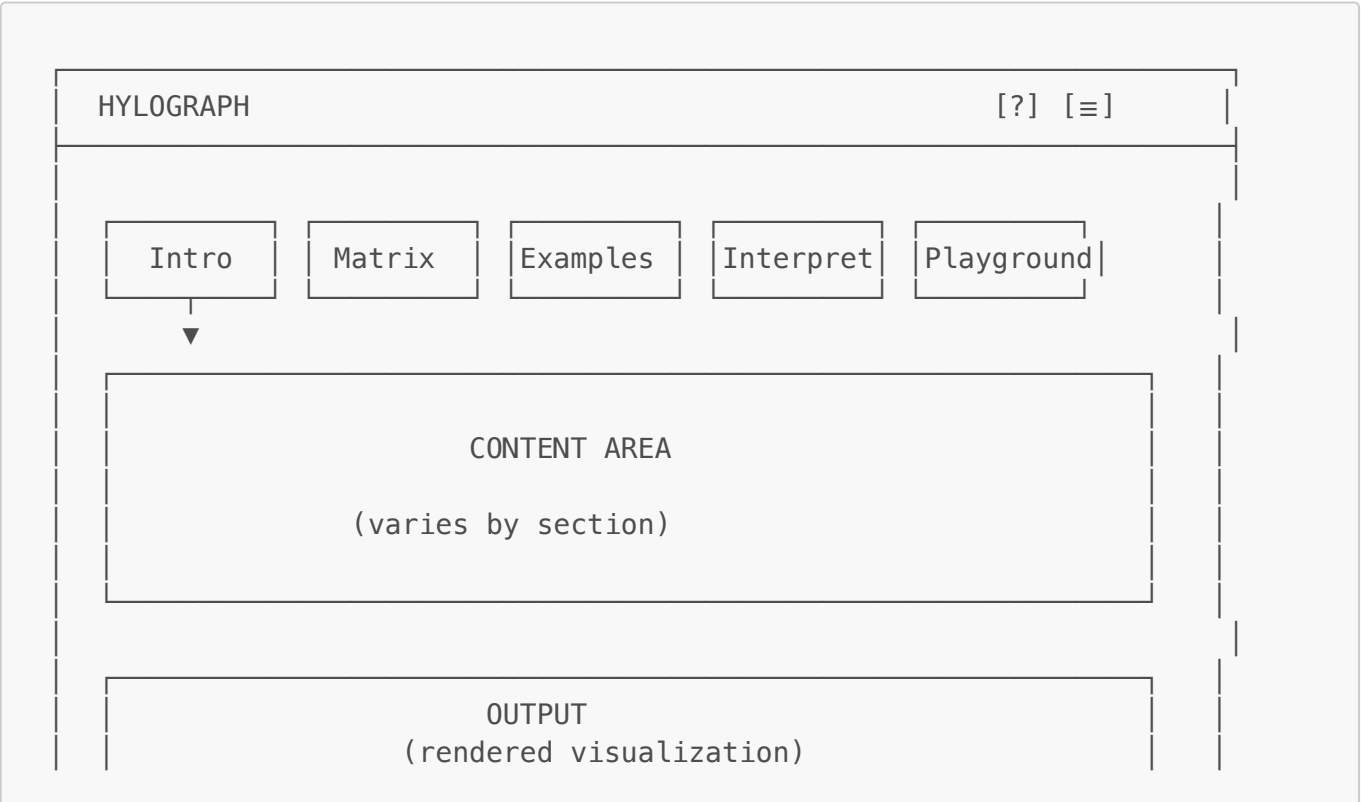 HYLOGRAPH [?] [≡]
Intro Matrix Examples Interpret Playground
▼
CONTENT AREA
(varies by section)
OUTPUT
(rendered visualization)